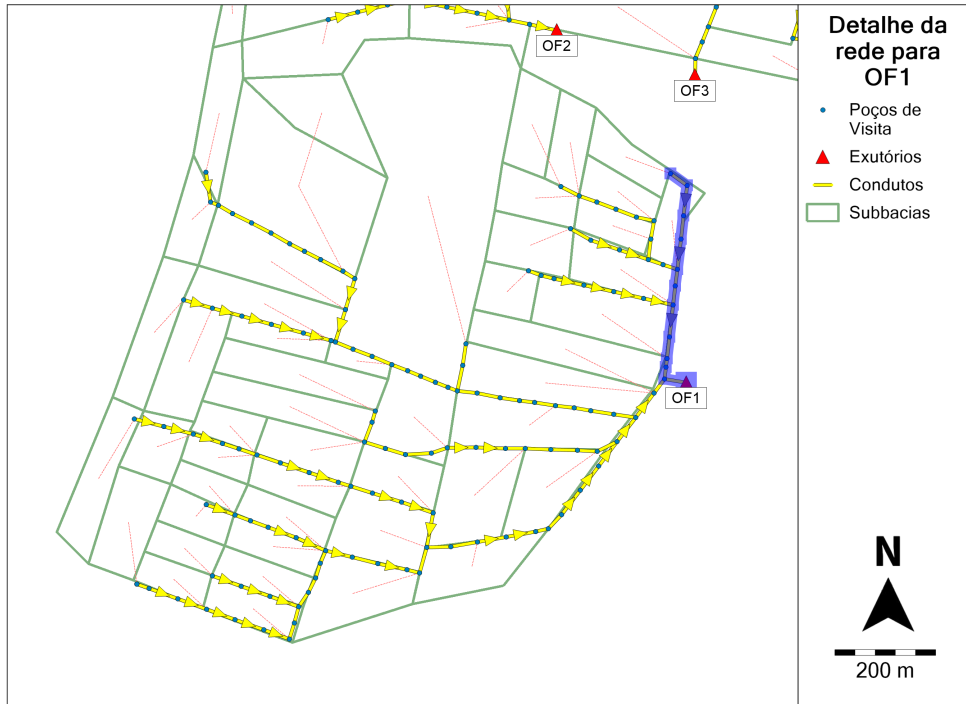 OF2
OF3
OF1
Detalhe da
rede para
OF1
Poços de
Visita
Exutórios
Condutos
Subbacias
N
200 m